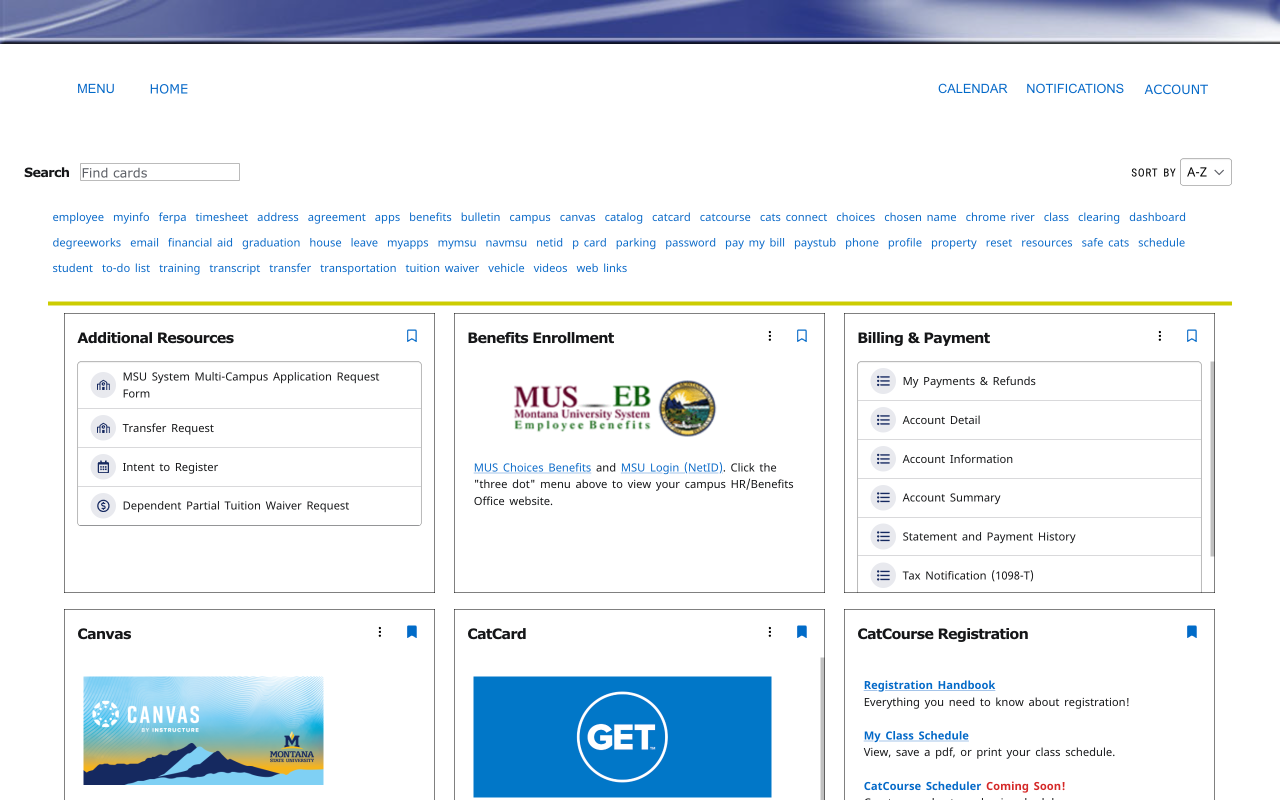 MENU HOME CALENDAR NOTIFICATIONS ACCOUNT
Search Find cards SORT BY A-Z
employee myinfo ferpa timesheet address agreement apps benefits bulletin campus canvas catalog catcard catcourse cats connect choices chosen name chrome river class clearing dashboard
degreeworks email financial aid graduation house leave myapps mymsu navmsu netid p card parking password pay my bill paystub phone profile property reset resources safe cats schedule
student to-do list training transcript transfer transportation tuition waiver vehicle videos web links
Additional Resources
MSU System Multi-Campus Application Request
Form
Transfer Request
Intent to Register
Dependent Partial Tuition Waiver Request
Benefits Enrollment
MUS EB
Montana University System
Employee Benefits
MUS Choices Benefits and MSU Login (NetID). Click the
"three dot" menu above to view your campus HR/Benefits
Office website.
Billing & Payment
My Payments & Refunds
Account Detail
Account Information
Account Summary
Statement and Payment History
Tax Notification (1098-T)
Canvas
CANVAS
BY INSTRUCTURE
M
MONTANA
STATE UNIVERSITY
CatCard
GET
CatCourse Registration
Registration Handbook
Everything you need to know about registration!
My Class Schedule
View, save a pdf, or print your class schedule.
CatCourse Scheduler Coming Soon!